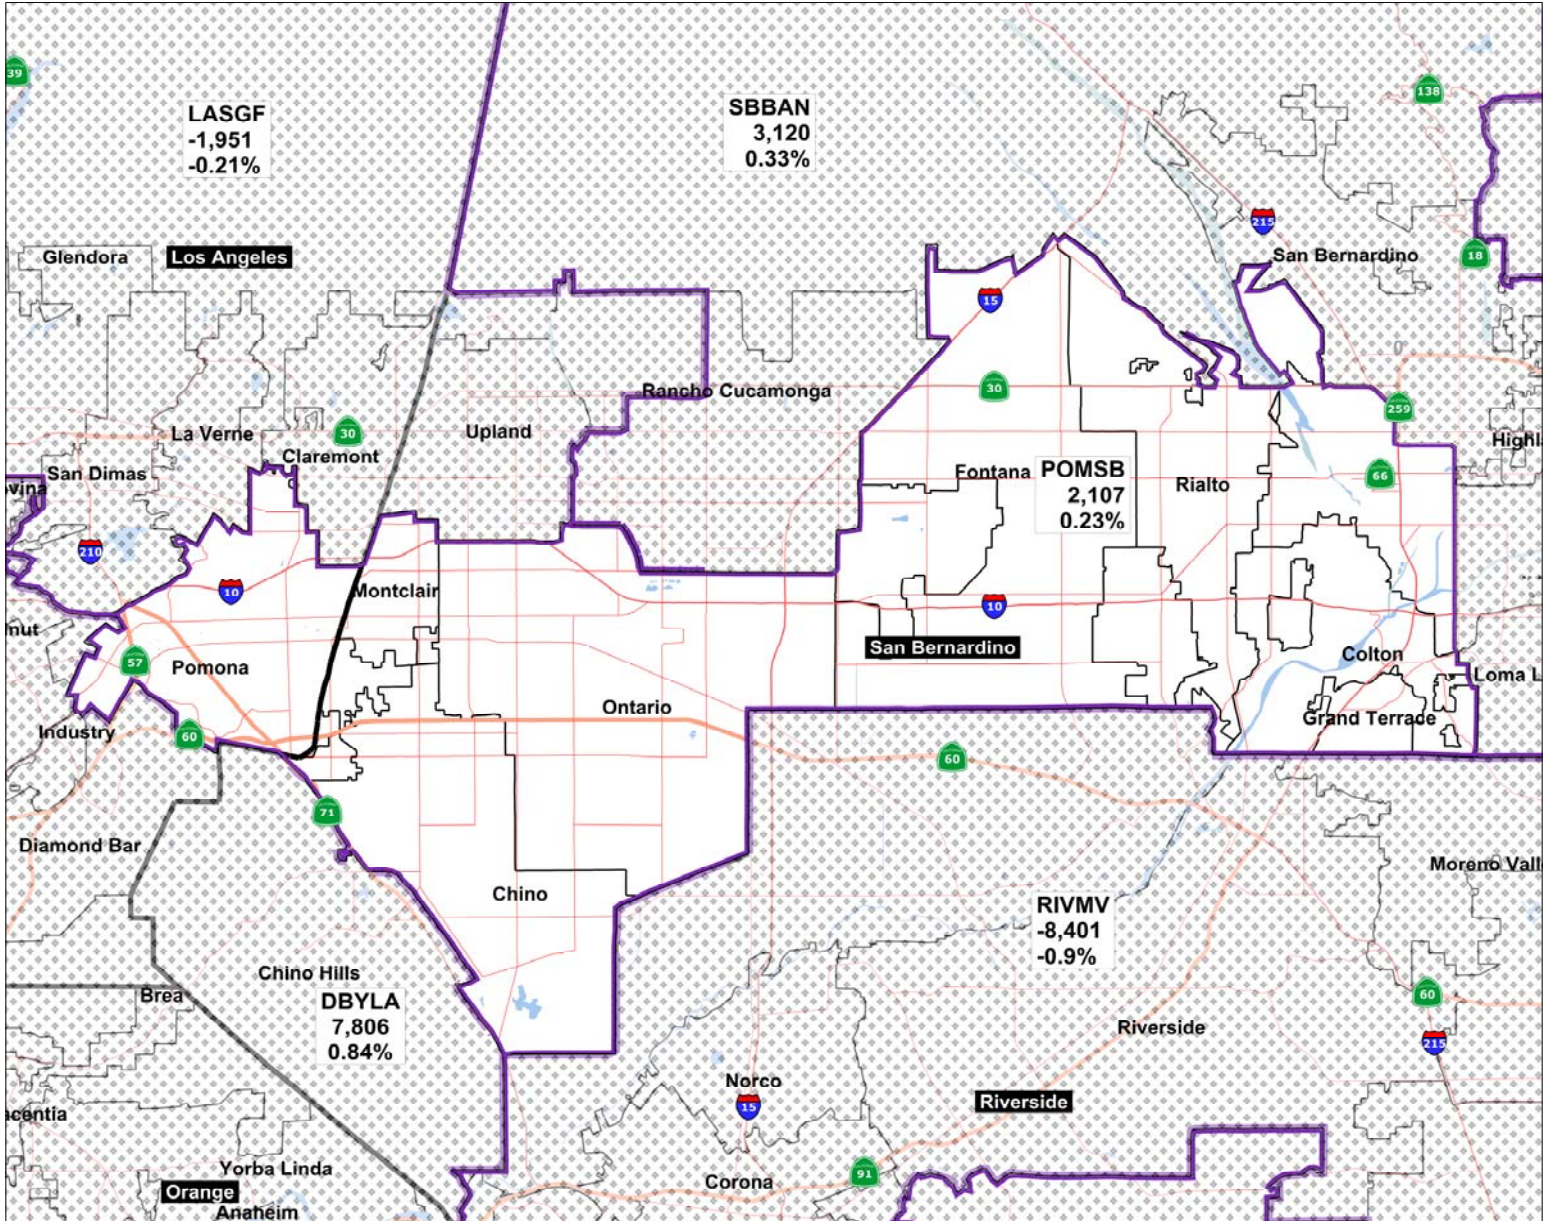 39
LASGF
-1,951
-0.21%
SBBAN
3,120
0.33%
138
215
Glendora
Los Angeles
San Bernardino
18
15
30
Rancho Cucamonga
259
La Verne
30
Upland
Claremont
San Dimas
Fontana
POMSB
2,107
0.23%
Rialto
66
210
10
Montclair
10
57
Pomona
San Bernardino
Colton
Ontario
Grand Terrace
Industry
60
60
71
Diamond Bar
Chino
RIVMV
-8,401
-0.9%
Chino Hills
DBYLA
7,806
0.84%
Brea
60
Riverside
215
Norco
15
Riverside
Yorba Linda
91
Corona
Orange
Anaheim